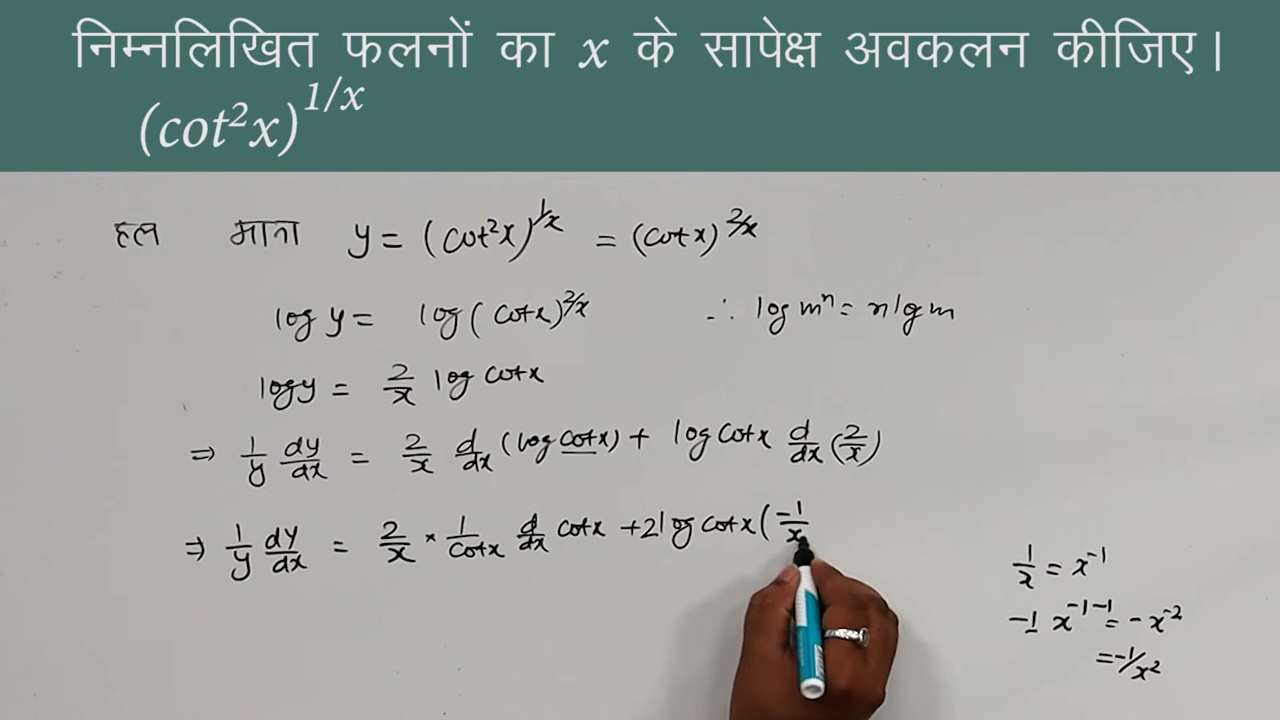 निम्नलिखित फलनों का x के सापेक्ष अवकलन कीजिए।
(cot²x)^1/x
हल माना y = (cot²x)^1/x = (cot x)^2/x
log y = log (cot x)^2/x ∴ log mⁿ = n log m
log y = 2/x log cot x
⇒ 1/y dy/dx = 2/x d/dx (log cot x) + log cot x d/dx (2/x)
⇒ 1/y dy/dx = 2/x × 1/cot x d/dx cot x + 2 log cot x (-1/x
1/x = x⁻¹
-1 x⁻¹⁻¹ = -x⁻²
= -1/x²